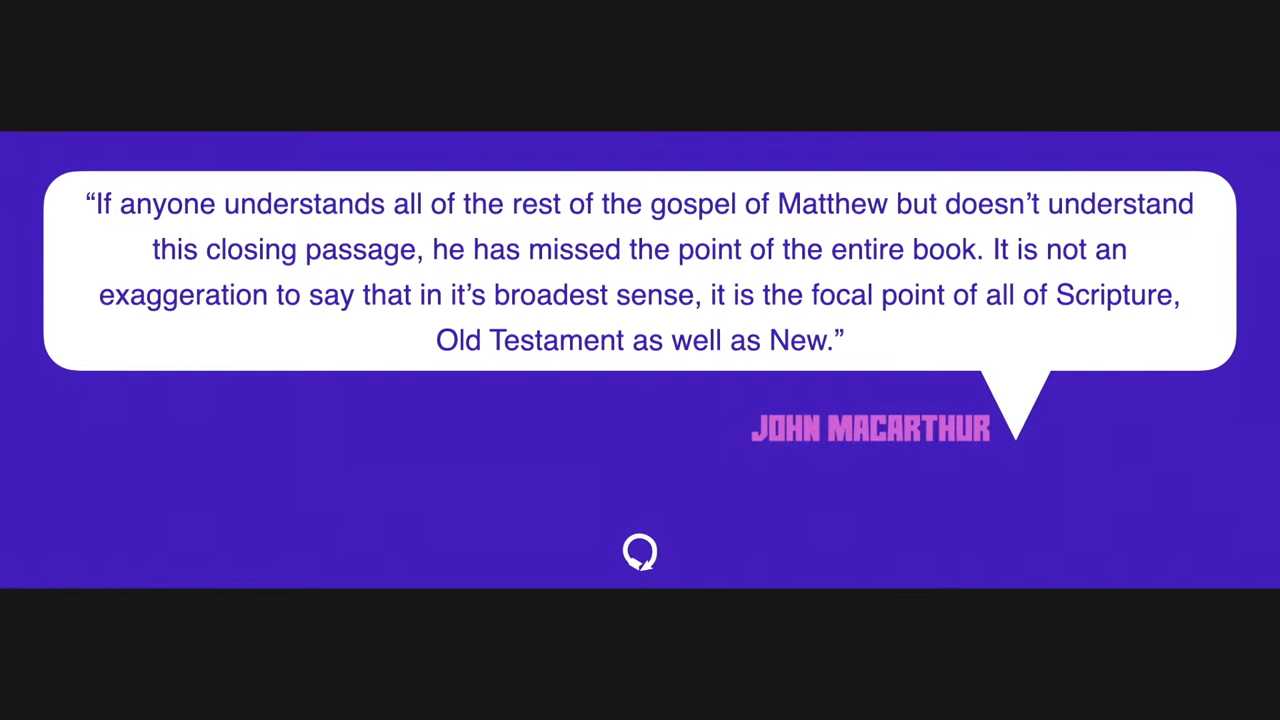 “If anyone understands all of the rest of the gospel of Matthew but doesn’t understand
this closing passage, he has missed the point of the entire book. It is not an
exaggeration to say that in it’s broadest sense, it is the focal point of all of Scripture,
Old Testament as well as New.”
JOHN MACARTHUR